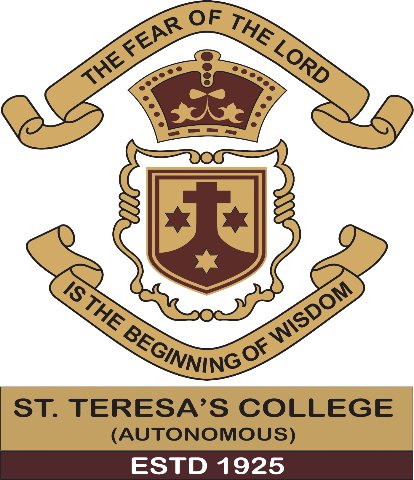 THE FEAR OF THE LORD
IS THE BEGINNING OF WISDOM
ST. TERESA'S COLLEGE
(AUTONOMOUS)
ESTD 1925